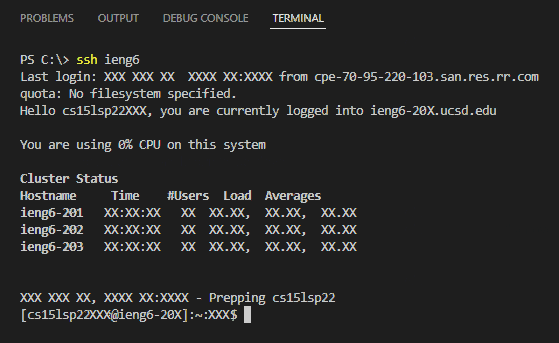 PROBLEMS OUTPUT DEBUG CONSOLE TERMINAL
PS C:\> ssh ieng6
Last login: XXX XXX XX  XXXX XX:XXXX from cpe-70-95-220-103.san.res.rr.com
quota: No filesystem specified.
Hello cs15lsp22XXX, you are currently logged into ieng6-20X.ucsd.edu
You are using 0% CPU on this system
Cluster Status
Hostname     Time    #Users  Load  Averages
ieng6-201   XX:XX:XX   XX  XX.XX,  XX.XX,  XX.XX
ieng6-202   XX:XX:XX   XX  XX.XX,  XX.XX,  XX.XX
ieng6-203   XX:XX:XX   XX  XX.XX,  XX.XX,  XX.XX
XXX XXX XX, XXXX XX:XXXX - Prepping cs15lsp22
[cs15lsp22XXX@ieng6-20X]:~:XXX$